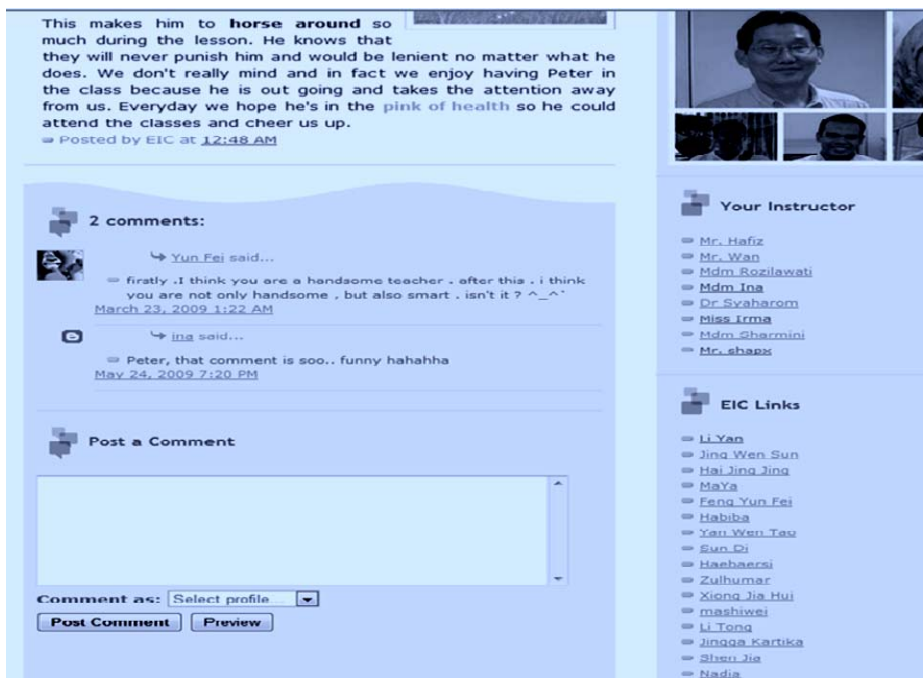 This makes him to horse around so
much during the lesson. He knows that
they will never punish him and would be lenient no matter what he
does. We don't really mind and in fact we enjoy having Peter in
the class because he is out going and takes the attention away
from us. Everyday we hope he's in the pink of health so he could
attend the classes and cheer us up.
Posted by EIC at 12:48 AM
2 comments:
Yun Fei said...
firstly .I think you are a handsome teacher . after this . i think
you are not only handsome , but also smart . isn't it ? ^_^`
March 23, 2009 1:22 AM
ina said...
Peter, that comment is soo.. funny hahahha
May 24, 2009 7:20 PM
Post a Comment
Comment as: Select profile...
Post Comment Preview
Your Instructor
Mr. Hafiz
Mr. Wan
Mdm Rozilawati
Mdm Ina
Dr Syaharom
Miss Irma
Mdm Sharmini
Mr. shapx
EIC Links
Li Yan
Jing Wen Sun
Hai Jing Jing
MaYa
Feng Yun Fei
Habiba
Yan Wen Tao
Sun Di
Haebaersi
Zulhumar
Xiong Jia Hui
mashiwei
Li Tong
Jingga Kartika
Shen Jia
Nadia